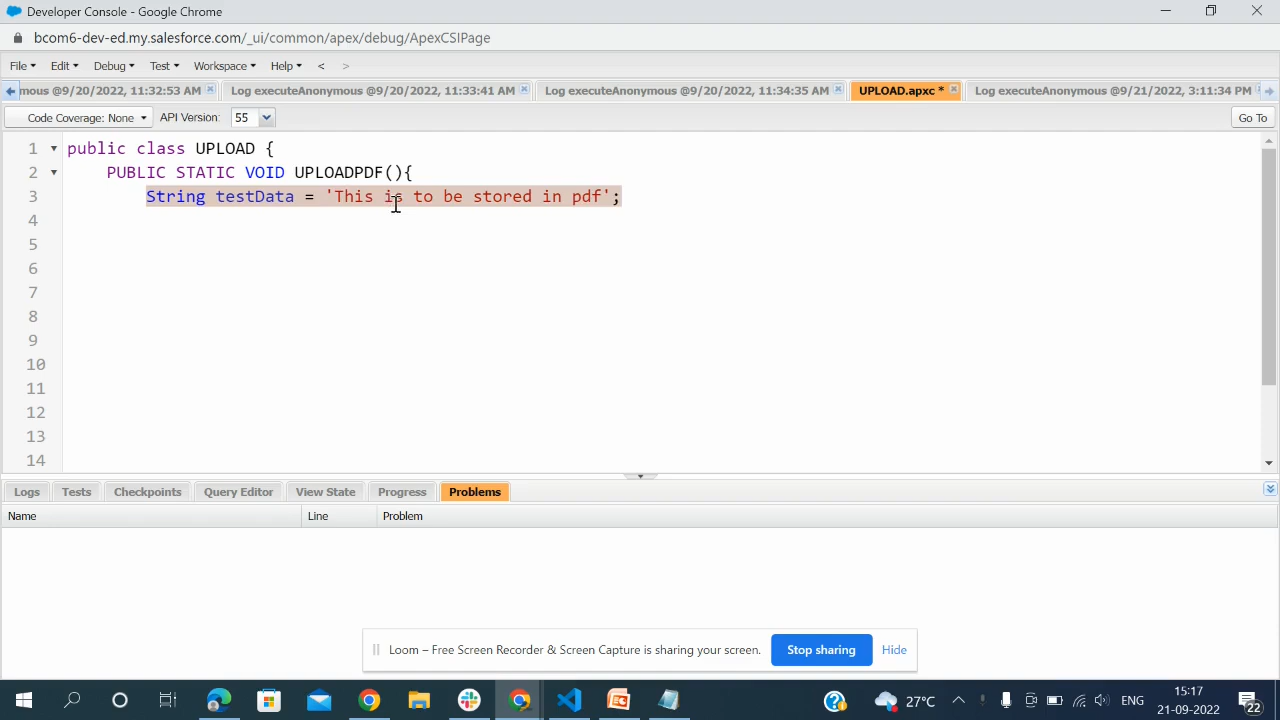 Developer Console - Google Chrome
bcom6-dev-ed.my.salesforce.com/_ui/common/apex/debug/ApexCSIPage
File Edit Debug Test Workspace Help < >
mous @9/20/2022, 11:32:53 AM Log executeAnonymous @9/20/2022, 11:33:41 AM Log executeAnonymous @9/20/2022, 11:34:35 AM UPLOAD.apxc * Log executeAnonymous @9/21/2022, 3:11:34 PM
Code Coverage: None API Version: 55 Go To
1 public class UPLOAD {
2 PUBLIC STATIC VOID UPLOADPDF(){
3 String testData = 'This is to be stored in pdf';
4
5
6
7
8
9
10
11
12
13
14
Logs Tests Checkpoints Query Editor View State Progress Problems
Name Line Problem
Loom – Free Screen Recorder & Screen Capture is sharing your screen. Stop sharing Hide
27°C ENG 15:17
21-09-2022 22